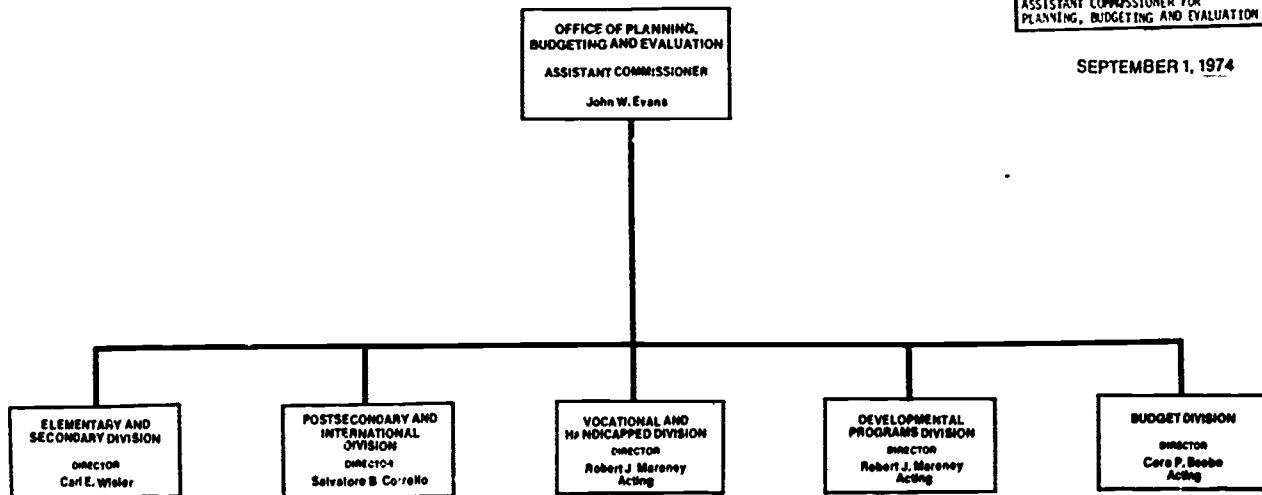 ASSISTANT COMMISSIONER FOR
PLANNING, BUDGETING AND EVALUATION
SEPTEMBER 1, 1974
OFFICE OF PLANNING,
BUDGETING AND EVALUATION
ASSISTANT COMMISSIONER
John W. Evans
ELEMENTARY AND
SECONDARY DIVISION
DIRECTOR
Carl E. Wisler
POSTSECONDARY AND
INTERNATIONAL
DIVISION
DIRECTOR
Salvatore B.
VOCATIONAL AND
HANDICAPPED DIVISION
DIRECTOR
Robert J. Maroney
Acting
DEVELOPMENTAL
PROGRAMS DIVISION
DIRECTOR
Robert J. Maroney
Acting
BUDGET DIVISION
DIRECTOR
Cora P. Beebe
Acting